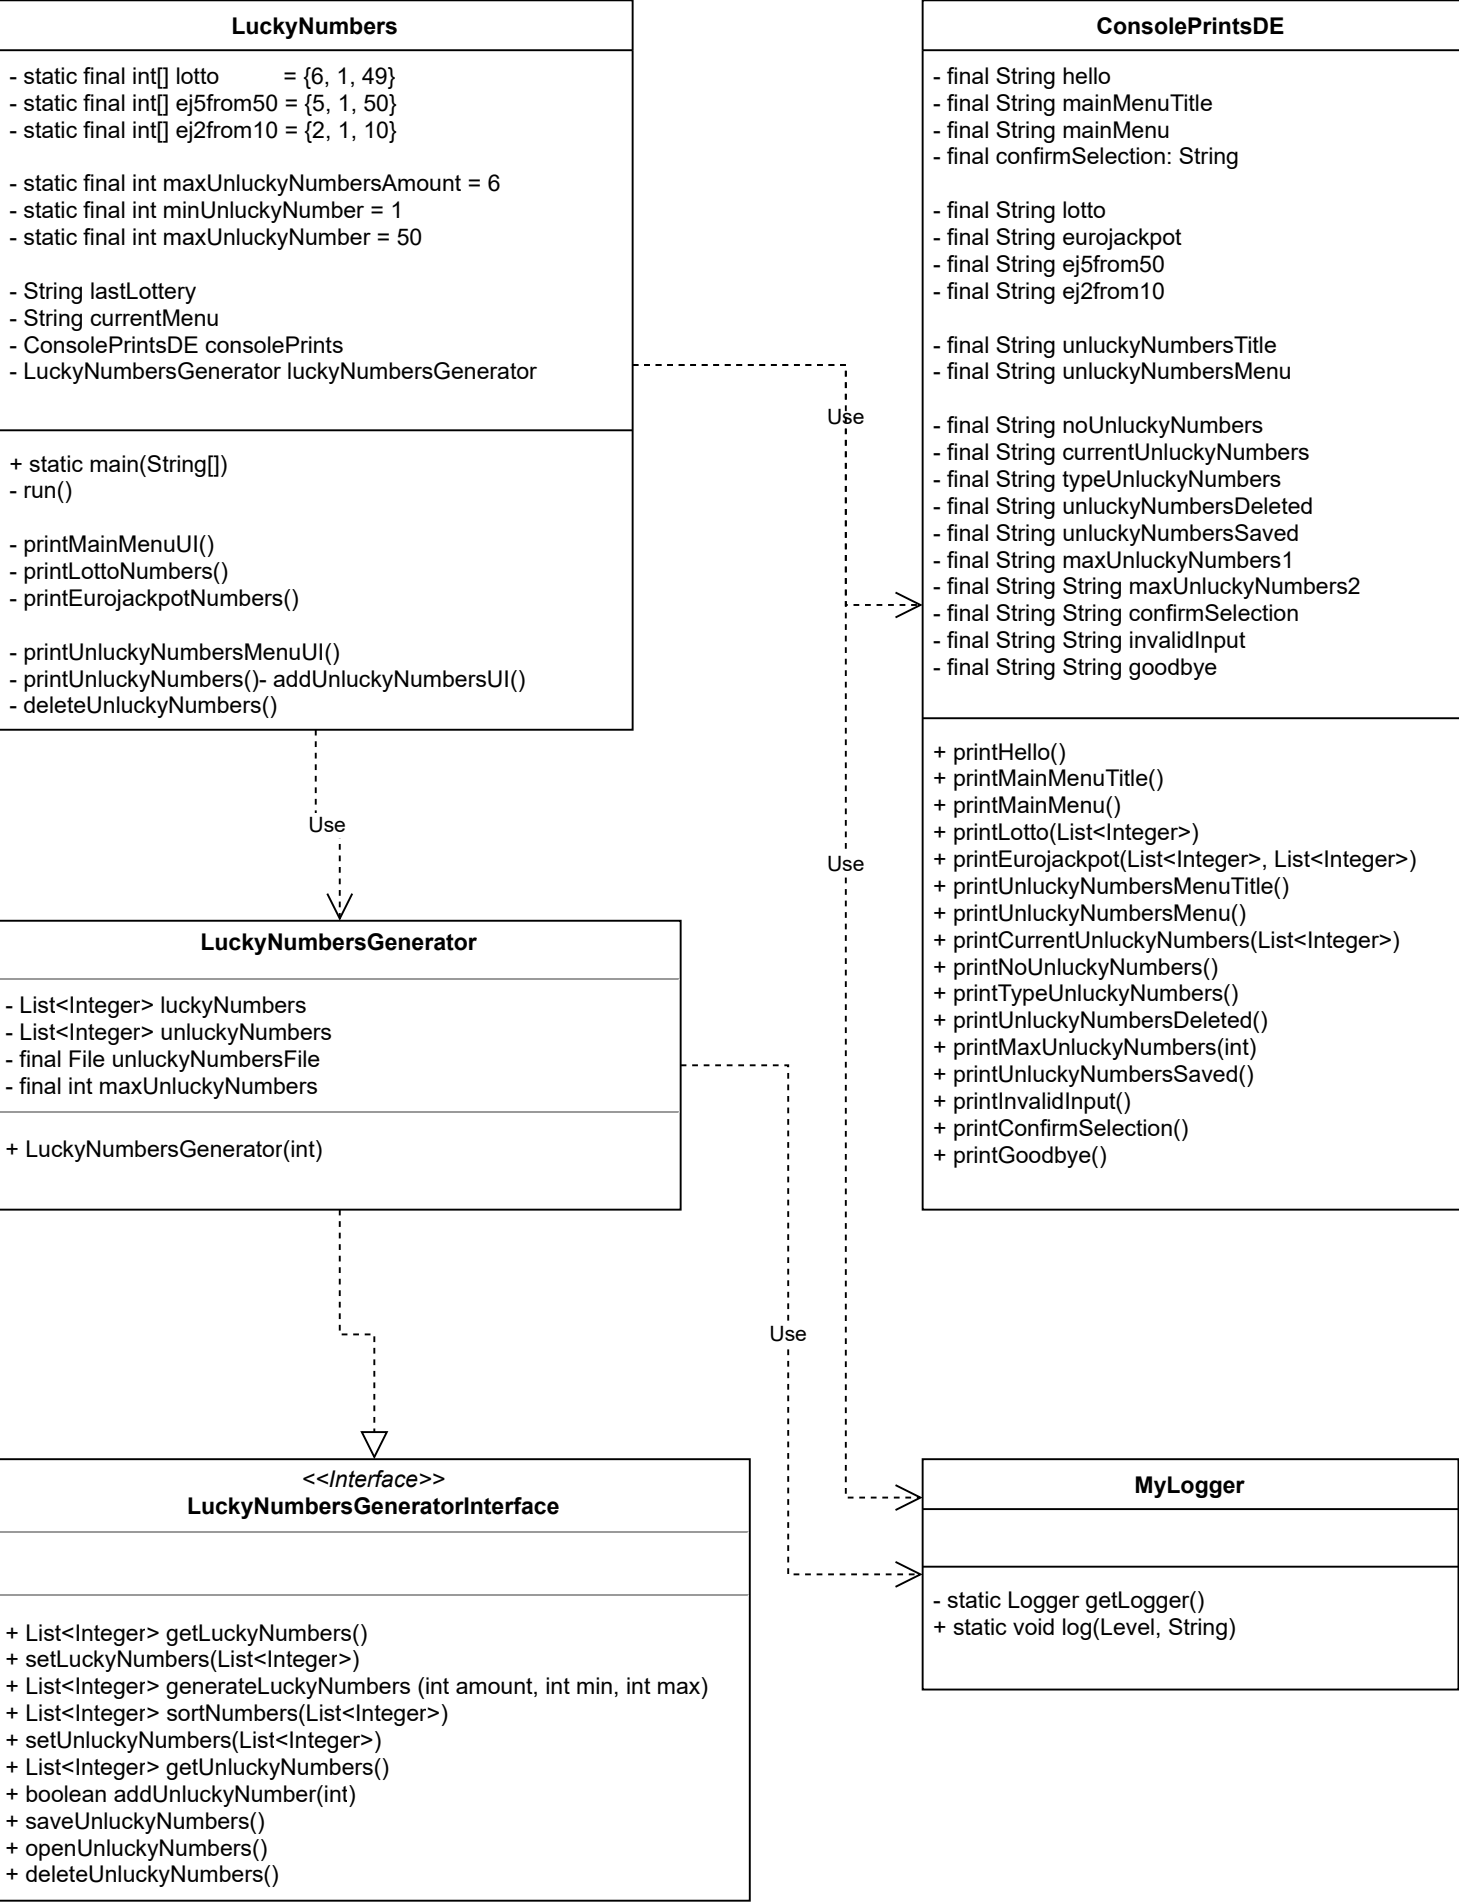 LuckyNumbers
- static final int[] lotto = {6, 1, 49}
- static final int[] ej5from50 = {5, 1, 50}
- static final int[] ej2from10 = {2, 1, 10}
- static final int maxUnluckyNumbersAmount = 6
- static final int minUnluckyNumber = 1
- static final int maxUnluckyNumber = 50
- String lastLottery
- String currentMenu
- ConsolePrintsDE consolePrints
- LuckyNumbersGenerator luckyNumbersGenerator
+ static main(String[])
- run()
- printMainMenuUI()
- printLottoNumbers()
- printEurojackpotNumbers()
- printUnluckyNumbersMenuUI()
- printUnluckyNumbers()- addUnluckyNumbersUI()
- deleteUnluckyNumbers()
ConsolePrintsDE
- final String hello
- final String mainMenuTitle
- final String mainMenu
- final confirmSelection: String
- final String lotto
- final String eurojackpot
- final String ej5from50
- final String ej2from10
- final String unluckyNumbersTitle
- final String unluckyNumbersMenu
- final String noUnluckyNumbers
- final String currentUnluckyNumbers
- final String typeUnluckyNumbers
- final String unluckyNumbersDeleted
- final String unluckyNumbersSaved
- final String maxUnluckyNumbers1
- final String String maxUnluckyNumbers2
- final String String confirmSelection
- final String String invalidInput
- final String String goodbye
+ printHello()
+ printMainMenuTitle()
+ printMainMenu()
+ printLotto(List<Integer>)
+ printEurojackpot(List<Integer>, List<Integer>)
+ printUnluckyNumbersMenuTitle()
+ printUnluckyNumbersMenu()
+ printCurrentUnluckyNumbers(List<Integer>)
+ printNoUnluckyNumbers()
+ printTypeUnluckyNumbers()
+ printUnluckyNumbersDeleted()
+ printMaxUnluckyNumbers(int)
+ printUnluckyNumbersSaved()
+ printInvalidInput()
+ printConfirmSelection()
+ printGoodbye()
Use
Use
Use
LuckyNumbersGenerator
- List<Integer> luckyNumbers
- List<Integer> unluckyNumbers
- final File unluckyNumbersFile
- final int maxUnluckyNumbers
+ LuckyNumbersGenerator(int)
Use
<<Interface>>
LuckyNumbersGeneratorInterface
+ List<Integer> getLuckyNumbers()
+ setLuckyNumbers(List<Integer>)
+ List<Integer> generateLuckyNumbers (int amount, int min, int max)
+ List<Integer> sortNumbers(List<Integer>)
+ setUnluckyNumbers(List<Integer>)
+ List<Integer> getUnluckyNumbers()
+ boolean addUnluckyNumber(int)
+ saveUnluckyNumbers()
+ openUnluckyNumbers()
+ deleteUnluckyNumbers()
MyLogger
- static Logger getLogger()
+ static void log(Level, String)